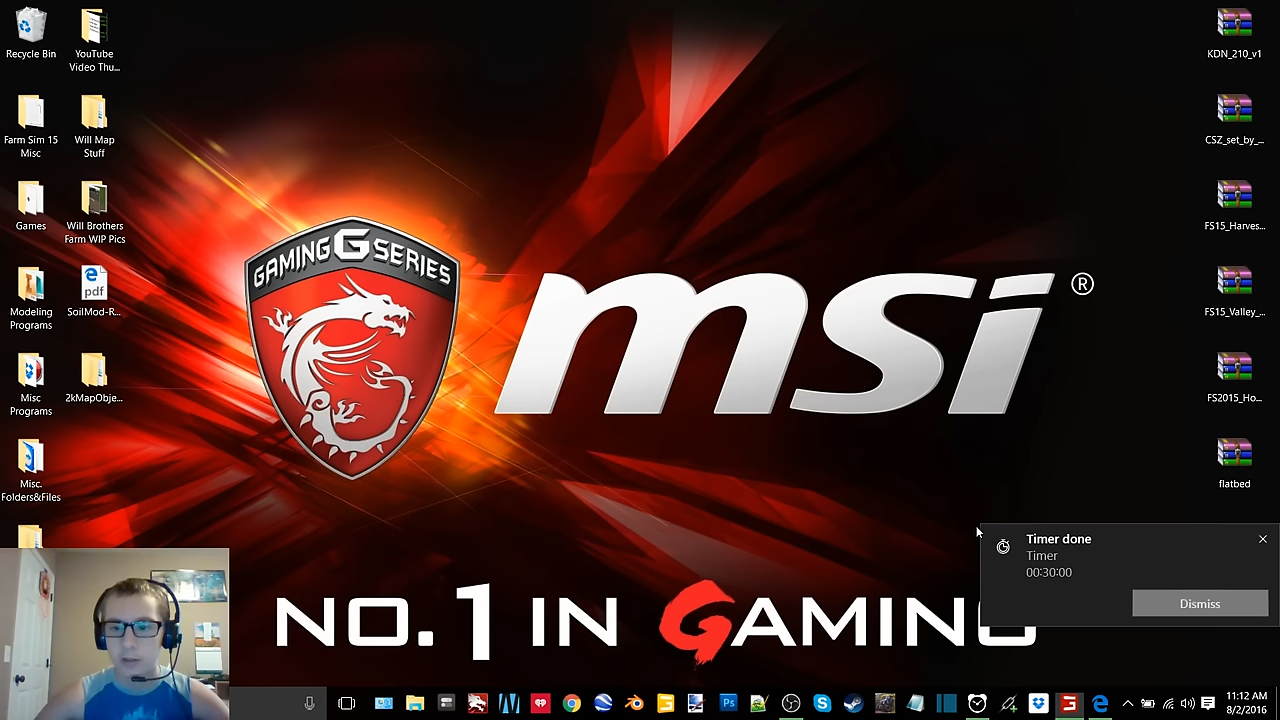 Recycle Bin
YouTube
Video Thu...
Farm Sim 15
Misc
Will Map
Stuff
Games
Will Brothers
Farm WIP Pics
Modeling
Programs
pdf
SoilMod-R...
Misc
Programs
2kMapObje...
Misc.
Folders&Files
GAMING G SERIES
msi®
NO.1 IN GAMING
KDN_210_v1
CSZ_set_by_...
FS15_Harves...
FS15_Valley_...
FS2015_Ho...
flatbed
Timer done
Timer
00:30:00
Dismiss
Ps
11:12 AM
8/2/2016